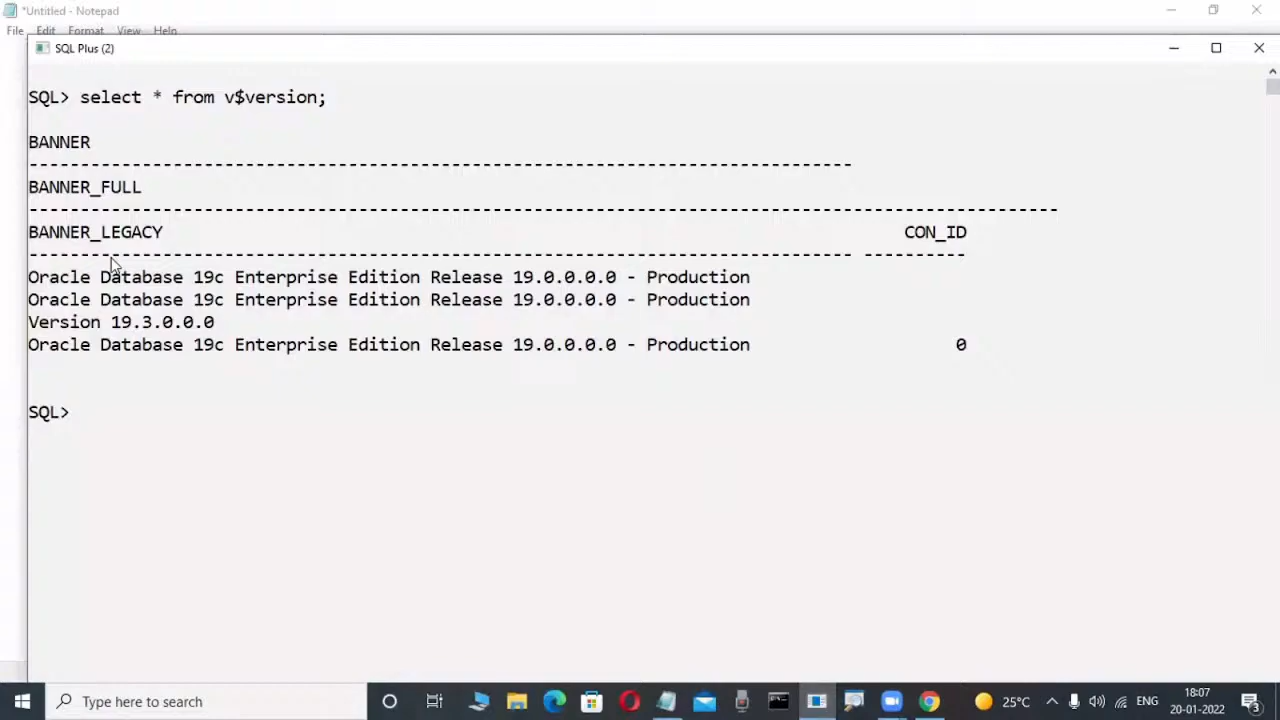 *Untitled - Notepad
File Edit Format View Help
SQL Plus (2)
SQL> select * from v$version;
BANNER
--------------------------------------------------------------------------------
BANNER_FULL
----------------------------------------------------------------------------------------------------
BANNER_LEGACY CON_ID
-------------------------------------------------------------------------------- ----------
Oracle Database 19c Enterprise Edition Release 19.0.0.0.0 - Production
Oracle Database 19c Enterprise Edition Release 19.0.0.0.0 - Production
Version 19.3.0.0.0
Oracle Database 19c Enterprise Edition Release 19.0.0.0.0 - Production 0
SQL>
Type here to search 25°C ENG 18:07
20-01-2022 3